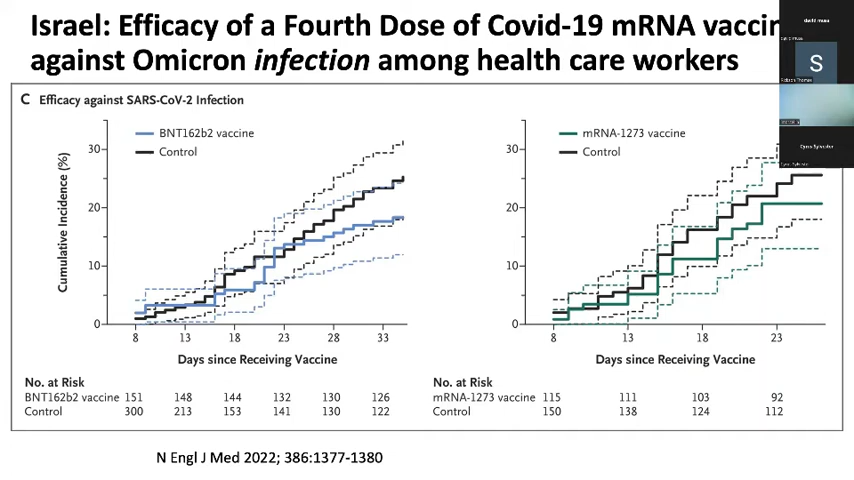 Israel: Efficacy of a Fourth Dose of Covid-19 mRNA vaccin
against Omicron infection among health care workers
C Efficacy against SARS-CoV-2 Infection
BNT162b2 vaccine
Control
mRNA-1273 vaccine
Control
Cumulative Incidence (%)
30
20
10
0
8 13 18 23 28 33
Days since Receiving Vaccine
30
20
10
0
8 13 18 23
Days since Receiving Vaccine
No. at Risk
BNT162b2 vaccine 151 148 144 132 130 126
Control 300 213 153 141 130 122
No. at Risk
mRNA-1273 vaccine 115 111 103 92
Control 150 138 124 112
N Engl J Med 2022; 386:1377-1380
S